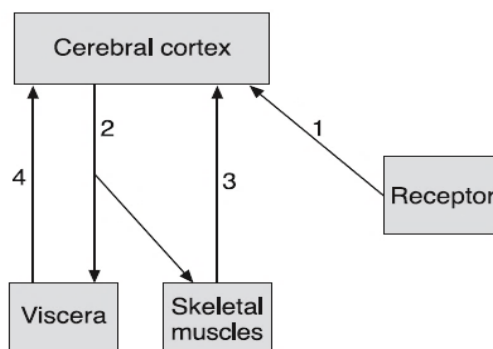 Cerebral cortex
2
1
4
3
Receptor
Viscera
Skeletal
muscles